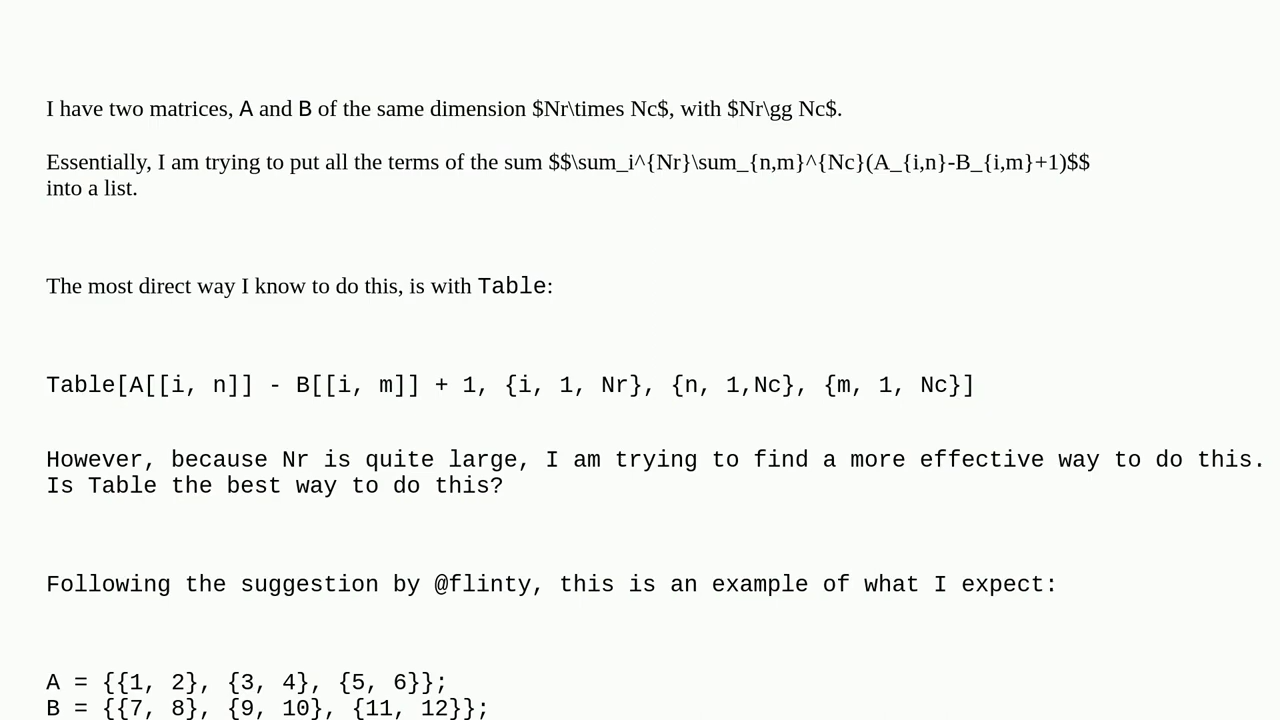 I have two matrices, A and B of the same dimension $Nr\times Nc$, with $Nr\gg Nc$.
Essentially, I am trying to put all the terms of the sum $$\sum_i^{Nr}\sum_{n,m}^{Nc}(A_{i,n}-B_{i,m}+1)$$
into a list.
The most direct way I know to do this, is with Table:
Table[A[[i, n]] - B[[i, m]] + 1, {i, 1, Nr}, {n, 1,Nc}, {m, 1, Nc}]
However, because Nr is quite large, I am trying to find a more effective way to do this.
Is Table the best way to do this?
Following the suggestion by @flinty, this is an example of what I expect:
A = {{1, 2}, {3, 4}, {5, 6}};
B = {{7, 8}, {9, 10}, {11, 12}};